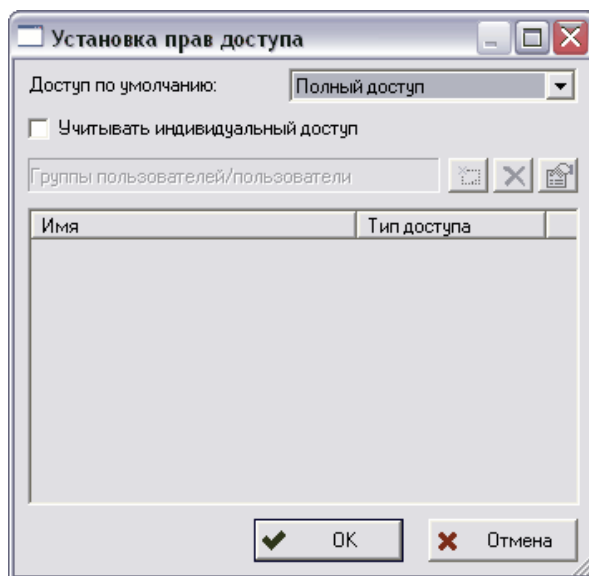 Установка прав доступа
Доступ по умолчанию: Полный доступ
Учитывать индивидуальный доступ
Группы пользователей/пользователи
Имя Тип доступа
OK Отмена